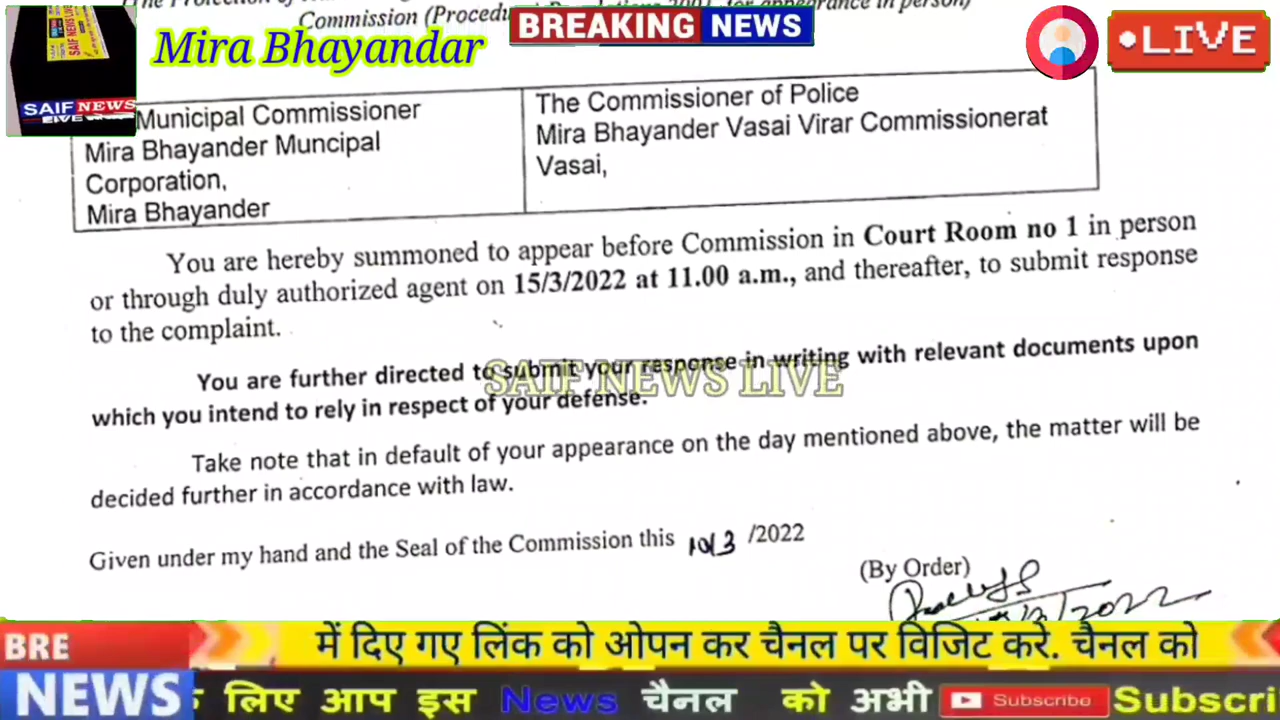 Commission (Procedu
appearance in person)
BREAKING NEWS
LIVE
Mira Bhayandar
SAIF NEWS LIVE
SAIF NEWS
LIVE
Municipal Commissioner
Mira Bhayander Muncipal
Corporation,
Mira Bhayander
The Commissioner of Police
Mira Bhayander Vasai Virar Commissionerat
Vasai,
You are hereby summoned to appear before Commission in Court Room no 1 in person
or through duly authorized agent on 15/3/2022 at 11.00 a.m., and thereafter, to submit response
to the complaint.
You are further directed to submit your response in writing with relevant documents upon
which you intend to rely in respect of your defense.
SAIF NEWS LIVE
Take note that in default of your appearance on the day mentioned above, the matter will be
decided further in accordance with law.
Given under my hand and the Seal of the Commission this 10/3 /2022
(By Order)
BRE
NEWS
में दिए गए लिंक को ओपन कर चैनल पर विजिट करे. चैनल को
के लिए आप इस News चैनल को अभी Subscribe Subscri